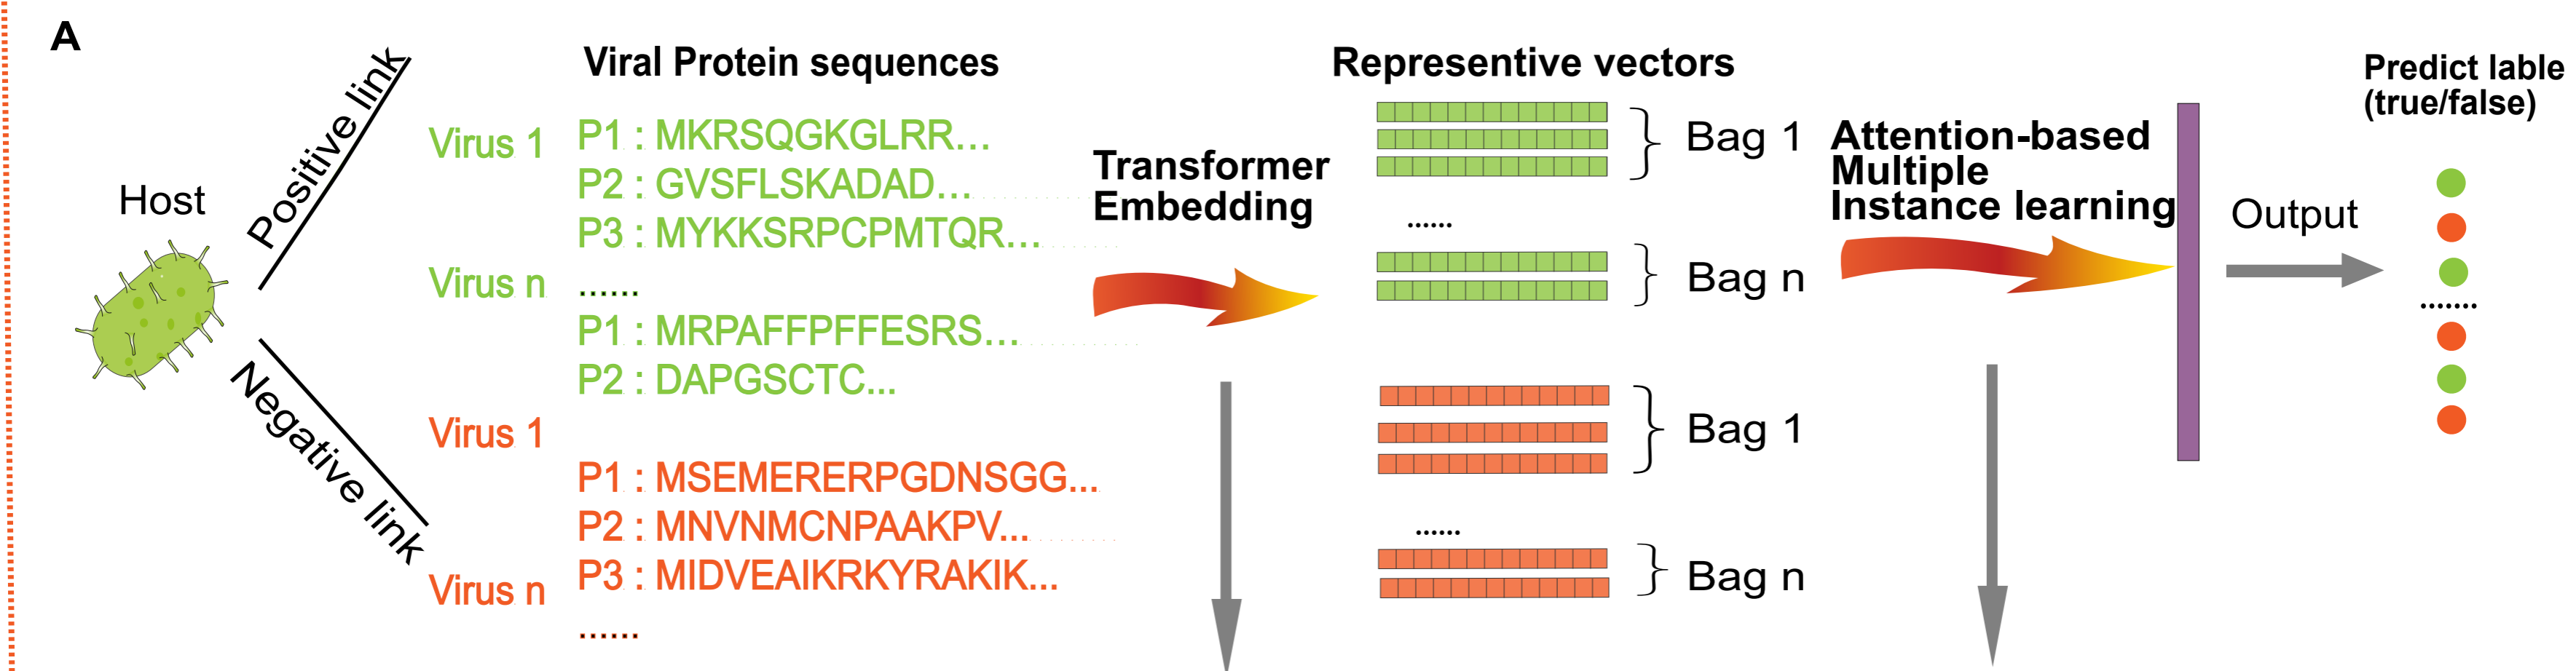 A
Host
Positive link
Negative link
Viral Protein sequences
Virus 1
P1 : MKRSQGKGLRR...
P2 : GVSFLSKADAD...
P3 : MYKKSRPCPMTQR...
Virus n
......
P1 : MRPAFFPFFESRS...
P2 : DAPGSCTC...
Virus 1
P1 : MSEMERERPGDNSGG...
P2 : MNVNMCNPAAKPV...
P3 : MIDVEAIKRKYRAKIK...
Virus n
......
Transformer
Embedding
Representive vectors
Bag 1
......
Bag n
Bag 1
......
Bag n
Attention-based
Multiple
Instance learning
Output
Predict lable
(true/false)
.......